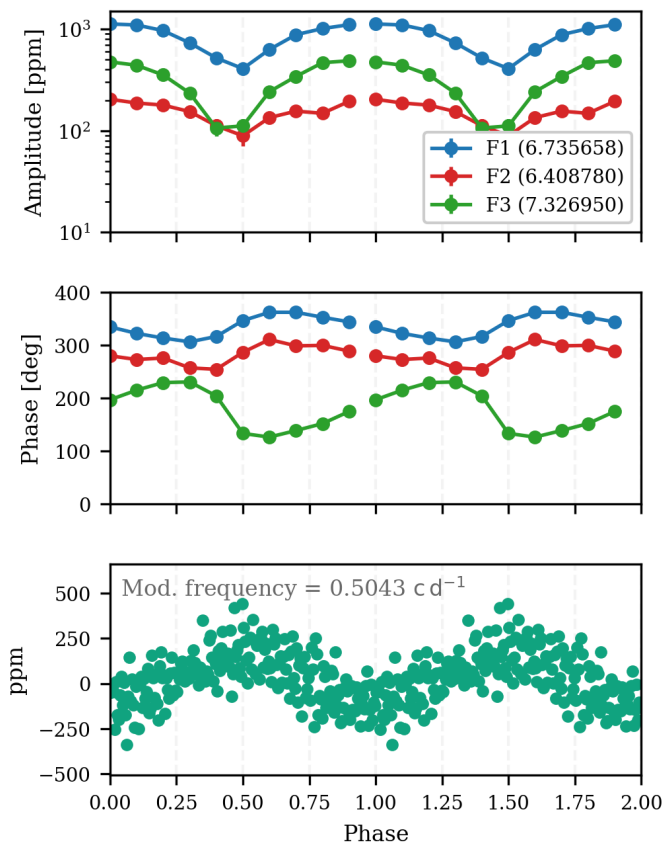 10³
10²
10¹
Amplitude [ppm]
F1 (6.735658)
F2 (6.408780)
F3 (7.326950)
400
300
200
100
0
Phase [deg]
Mod. frequency = 0.5043 c d⁻¹
500
250
0
−250
−500
ppm
0.00 0.25 0.50 0.75 1.00 1.25 1.50 1.75 2.00
Phase